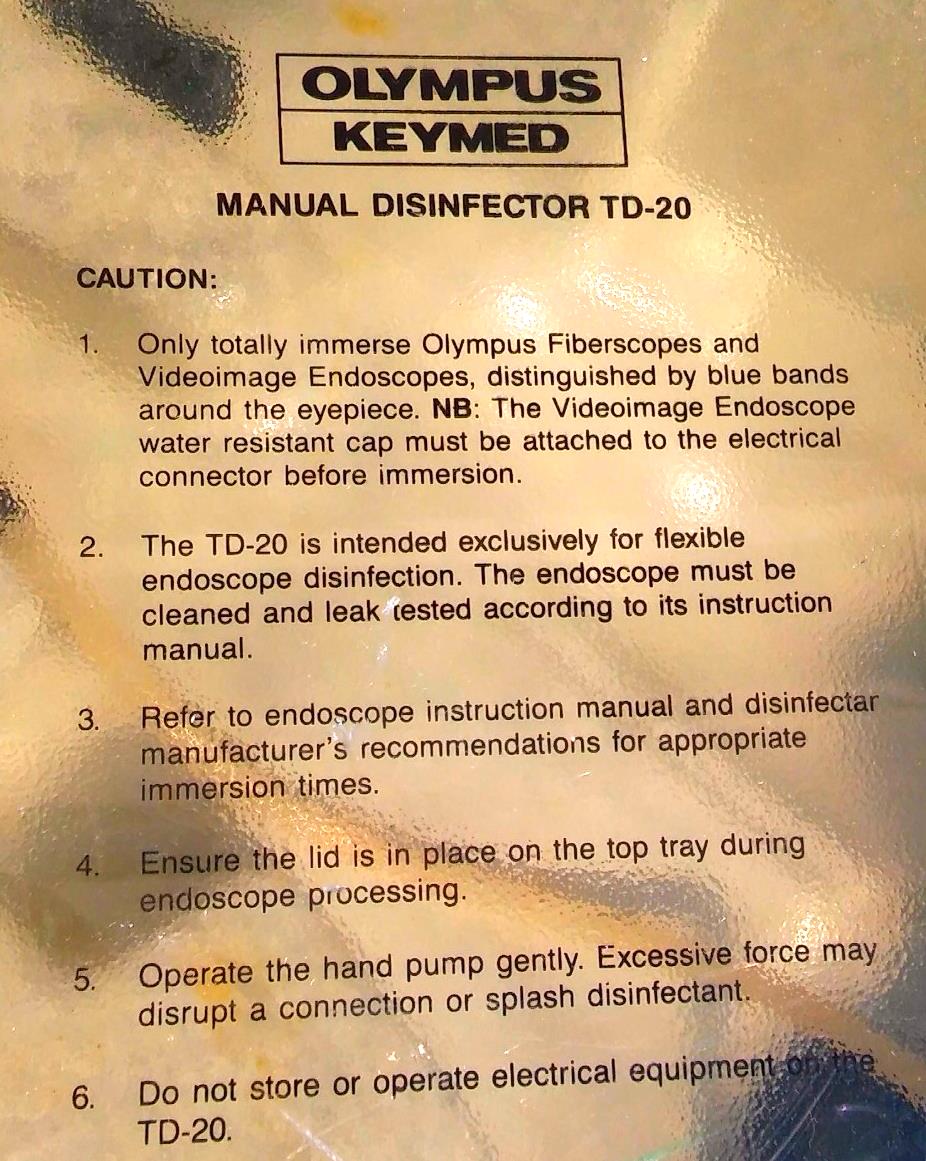 OLYMPUS
KEYMED
MANUAL DISINFECTOR TD-20
CAUTION:
1. Only totally immerse Olympus Fiberscopes and
Videoimage Endoscopes, distinguished by blue bands
around the eyepiece. NB: The Videoimage Endoscope
water resistant cap must be attached to the electrical
connector before immersion.
2. The TD-20 is intended exclusively for flexible
endoscope disinfection. The endoscope must be
cleaned and leak tested according to its instruction
manual.
3. Refer to endoscope instruction manual and disinfectar
manufacturer's recommendations for appropriate
immersion times.
4. Ensure the lid is in place on the top tray during
endoscope processing.
5. Operate the hand pump gently. Excessive force may
disrupt a connection or splash disinfectant.
6. Do not store or operate electrical equipment on the
TD-20.